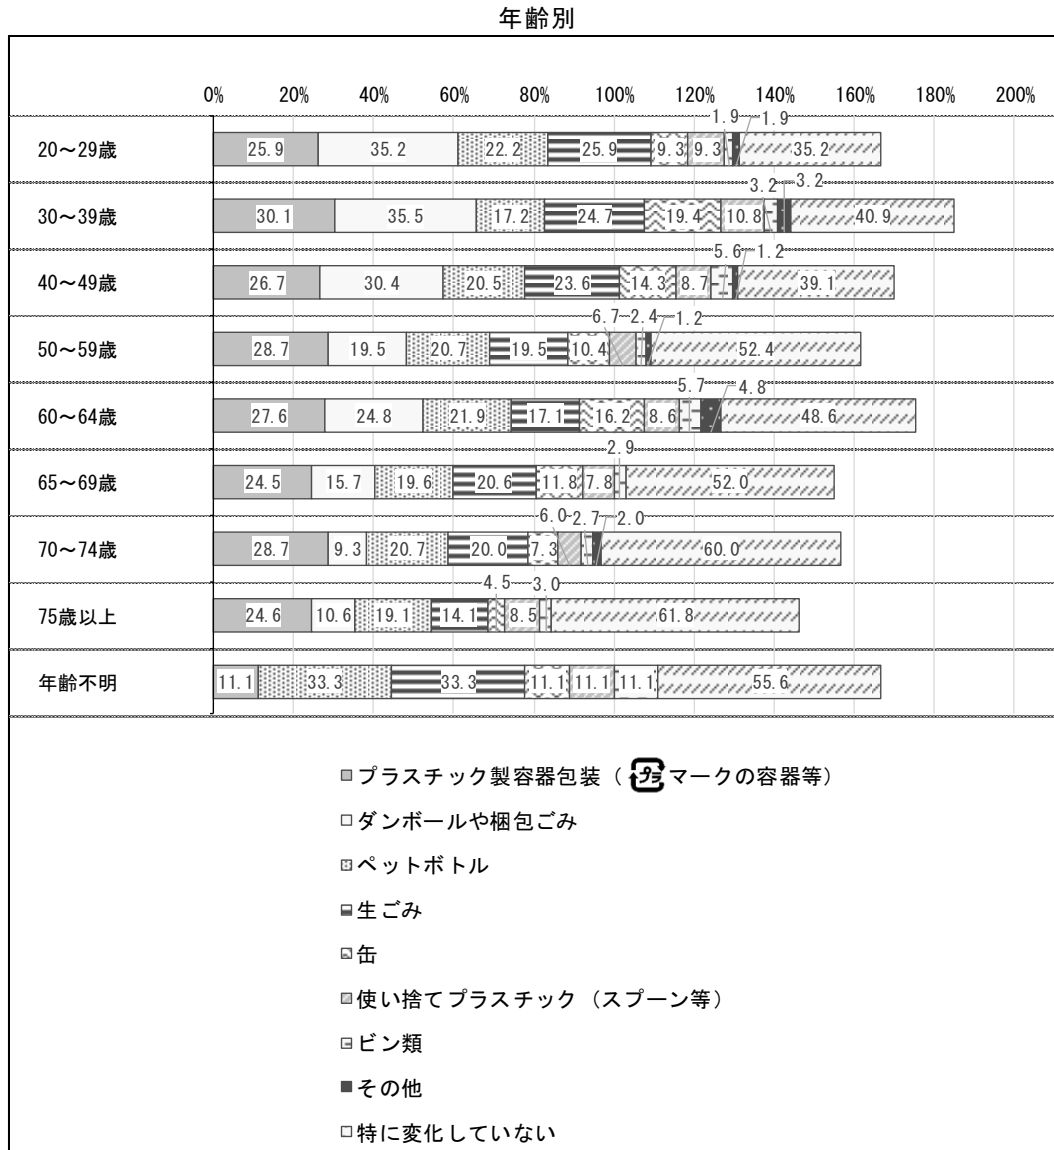 年齢別
0% 20% 40% 60% 80% 100% 120% 140% 160% 180% 200%
1.9 1.9
20～29歳 25.9 35.2 22.2 25.9 9.3 9.3 35.2
3.2 3.2
30～39歳 30.1 35.5 17.2 24.7 19.4 10.8 40.9
5.6 1.2
40～49歳 26.7 30.4 20.5 23.6 14.3 8.7 39.1
6.7 2.4 1.2
50～59歳 28.7 19.5 20.7 19.5 10.4 52.4
5.7 4.8
60～64歳 27.6 24.8 21.9 17.1 16.2 8.6 48.6
2.9
65～69歳 24.5 15.7 19.6 20.6 11.8 7.8 52.0
6.0 2.7 2.0
70～74歳 28.7 9.3 20.7 20.0 7.3 60.0
4.5 3.0
75歳以上 24.6 10.6 19.1 14.1 8.5 61.8
年齢不明 11.1 33.3 33.3 11.1 11.1 11.1 55.6
プラスチック製容器包装（プラマークの容器等）
ダンボールや梱包ごみ
ペットボトル
生ごみ
缶
使い捨てプラスチック（スプーン等）
ビン類
その他
特に変化していない